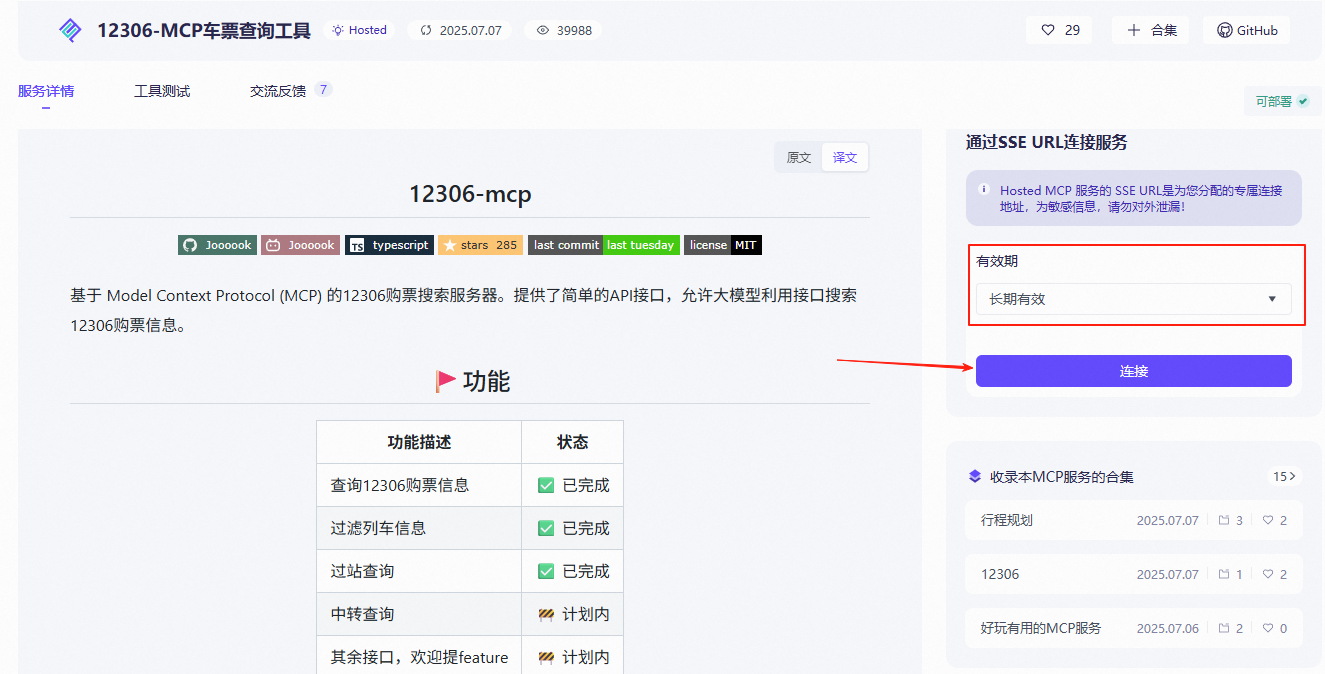 12306-MCP车票查询工具 Hosted 2025.07.07 39988 29 合集 GitHub
服务详情 工具测试 交流反馈 7
可部署
原文 译文
12306-mcp
Joooook Joooook TS typescript stars 285 last commit last tuesday license MIT
基于 Model Context Protocol (MCP) 的12306购票搜索服务器。提供了简单的API接口，允许大模型利用接口搜索
12306购票信息。
功能
功能描述 状态
查询12306购票信息 已完成
过滤列车信息 已完成
过站查询 已完成
中转查询 计划内
其余接口，欢迎提feature 计划内
通过SSE URL连接服务
Hosted MCP 服务的 SSE URL是为您分配的专属连接
地址，为敏感信息，请勿对外泄漏！
有效期
长期有效
连接
收录本MCP服务的合集 15
行程规划 2025.07.07 3 2
12306 2025.07.07 1 2
好玩有用的MCP服务 2025.07.06 2 0